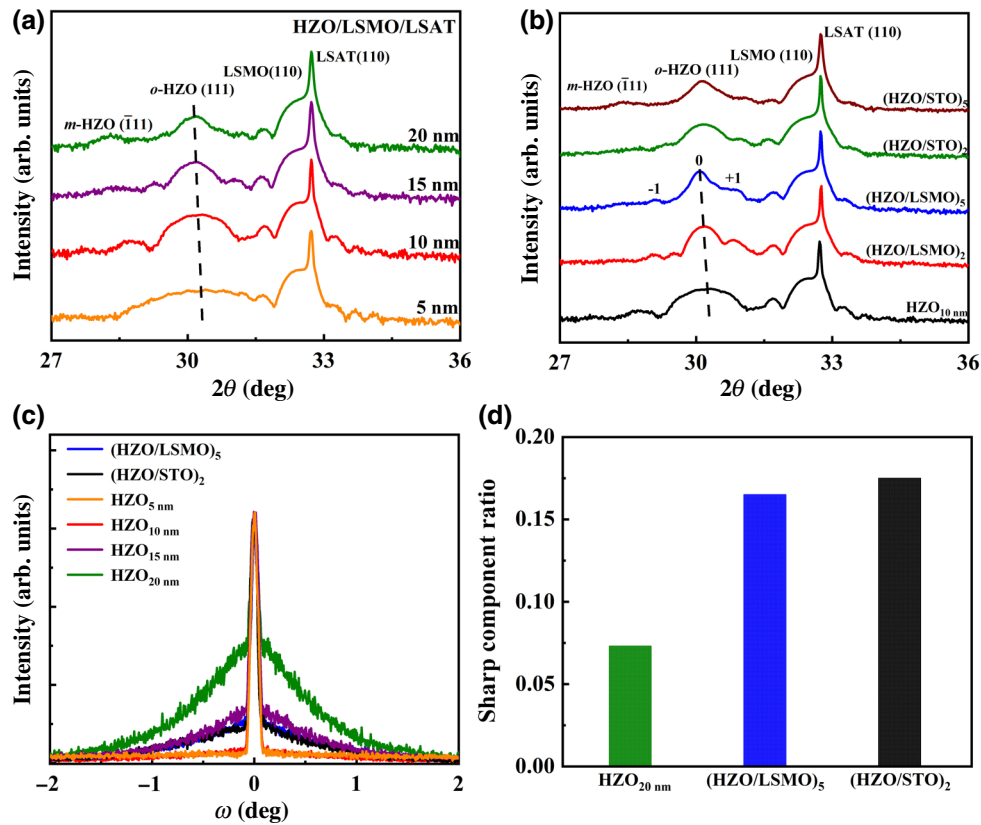 (a)
HZO/LSMO/LSAT
LSAT(110)
LSMO(110)
o-HZO (111)
m-HZO (1̄11)
20 nm
15 nm
10 nm
5 nm
Intensity (arb. units)
27 30 33 36
2θ (deg)
(b)
LSAT (110)
LSMO (110)
o-HZO (111)
m-HZO (1̄11)
(HZO/STO)5
(HZO/STO)2
0
-1
+1
(HZO/LSMO)5
(HZO/LSMO)2
HZO10 nm
Intensity (arb. units)
27 30 33 36
2θ (deg)
(c)
(HZO/LSMO)5
(HZO/STO)2
HZO5 nm
HZO10 nm
HZO15 nm
HZO20 nm
Intensity (arb. units)
−2 −1 0 1 2
ω (deg)
(d)
0.20
0.15
0.10
0.05
0.00
Sharp component ratio
HZO20 nm (HZO/LSMO)5 (HZO/STO)2